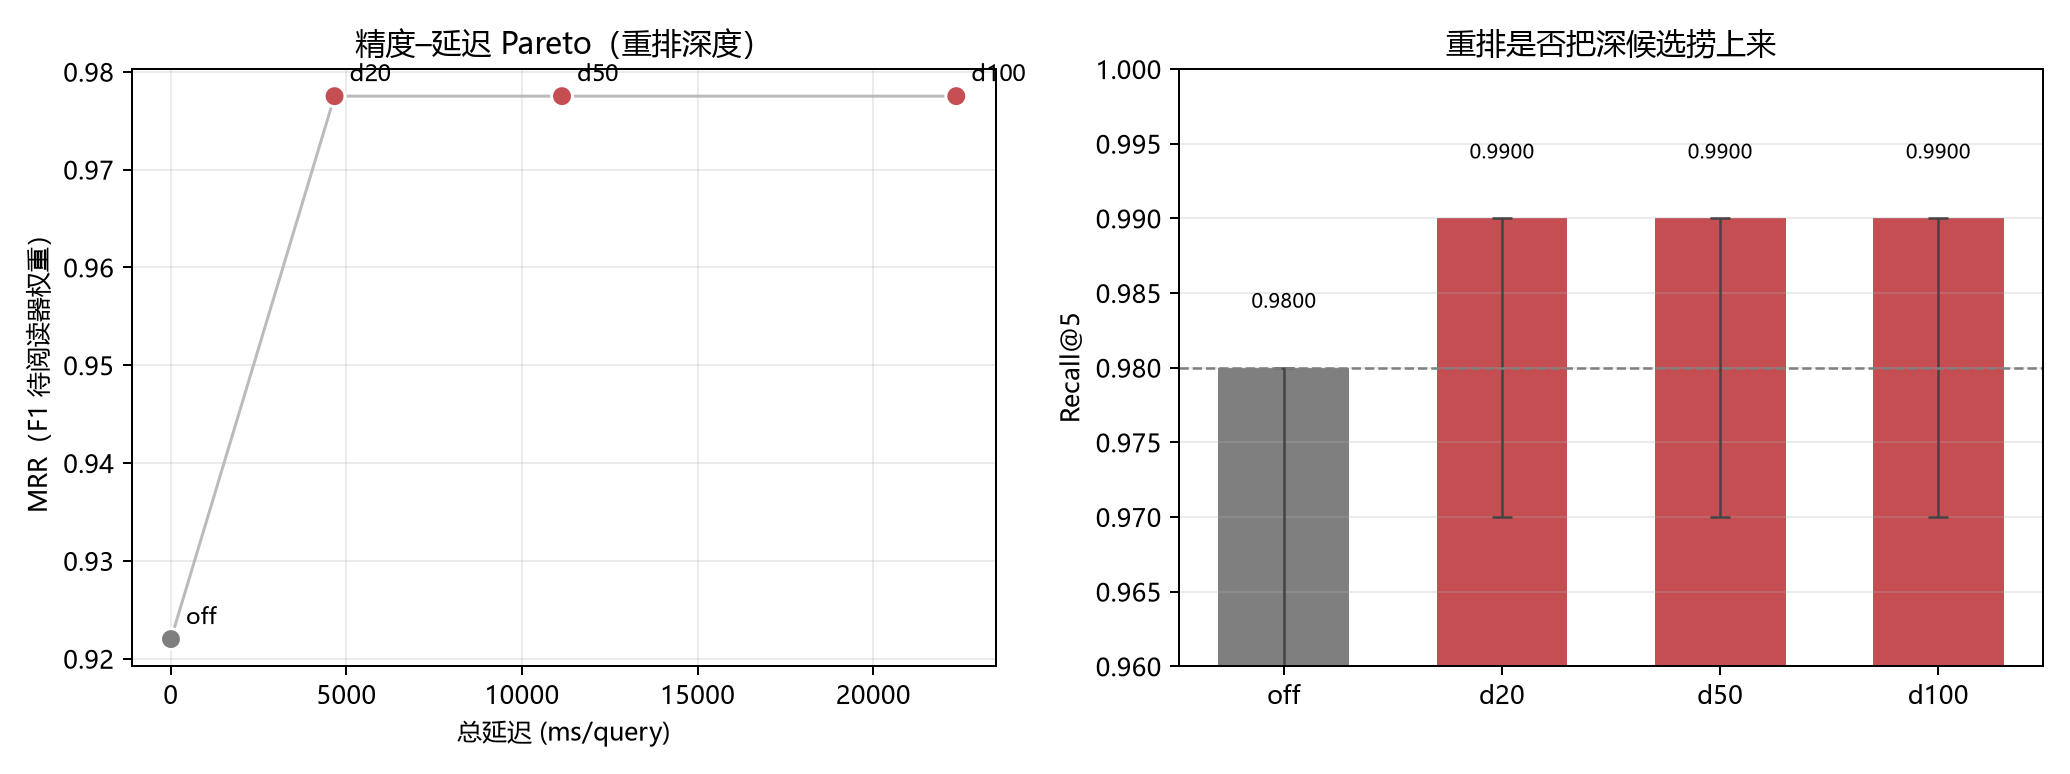 精度–延迟 Pareto（重排深度）
0.98
0.97
0.96
0.95
0.94
0.93
0.92
MRR（F1 待阅读器权重）
d20
d50
d100
off
0
5000
10000
15000
20000
总延迟 (ms/query)
重排是否把深候选捞上来
1.000
0.995
0.990
0.985
0.980
0.975
0.970
0.965
0.960
Recall@5
0.9800
0.9900
0.9900
0.9900
off
d20
d50
d100